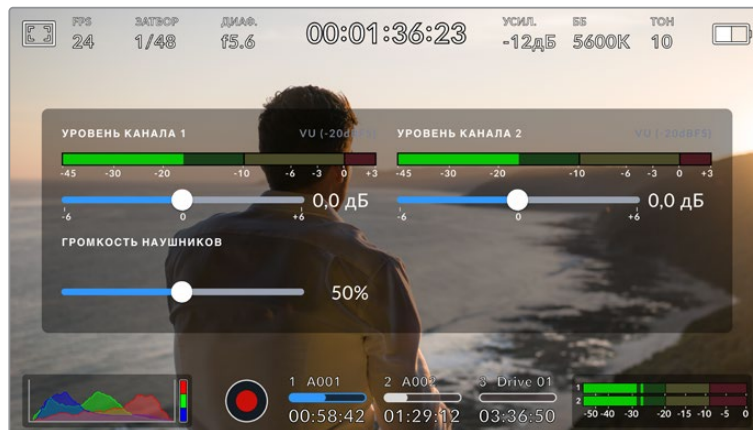 FPS ЗАТВОР ДИАФ. 00:01:36:23 УСИЛ. ББ ТОН
24 1/48 f5.6 -12дБ 5600K 10
УРОВЕНЬ КАНАЛА 1 VU (-20dBFS) УРОВЕНЬ КАНАЛА 2 VU (-20dBFS)
-45 -30 -20 -10 -6 -3 0 +3 -45 -30 -20 -10 -6 -3 0 +3
0,0 дБ 0,0 дБ
-6 0 +6 -6 0 +6
ГРОМКОСТЬ НАУШНИКОВ
50%
1 A001 2 A002 3 Drive 01
00:58:42 01:29:12 03:36:50
1
2
-50 -40 -30 -20 -15 -10 -5 0